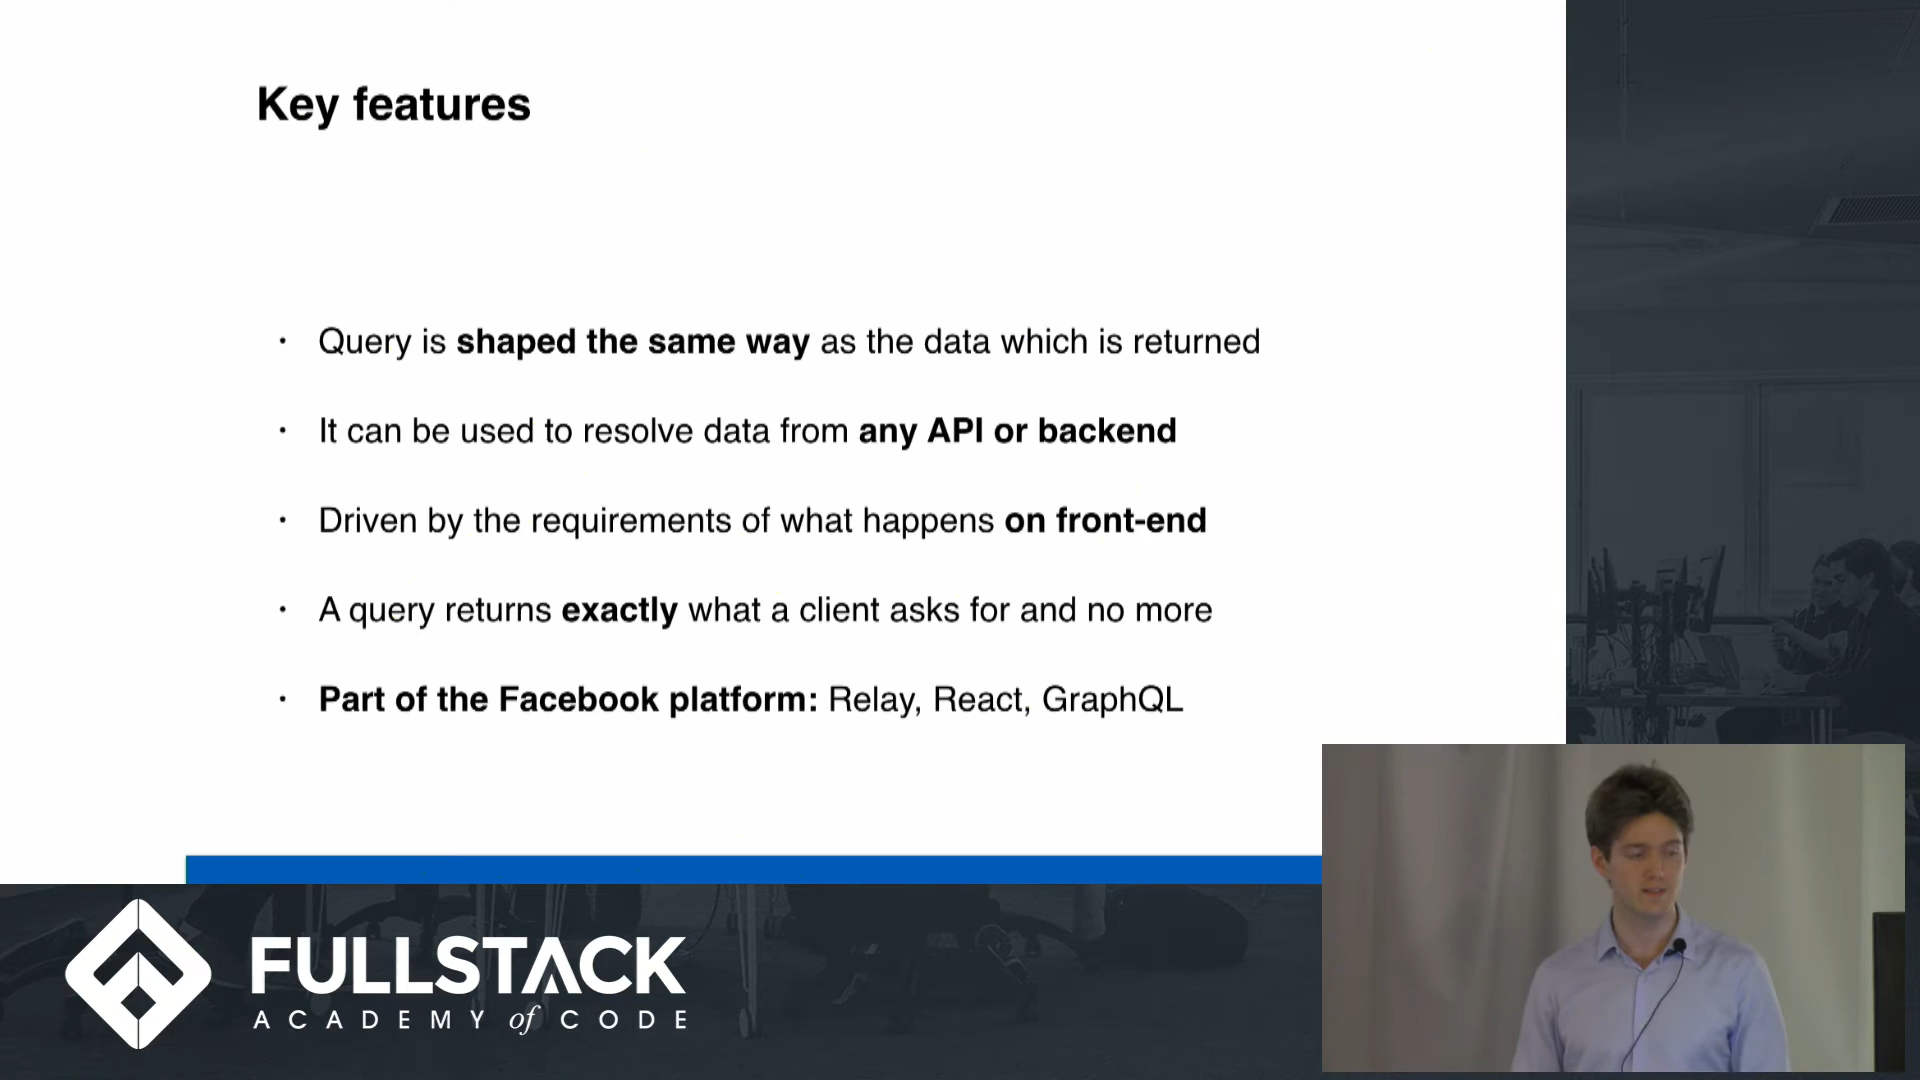 Key features
· Query is shaped the same way as the data which is returned
· It can be used to resolve data from any API or backend
· Driven by the requirements of what happens on front-end
· A query returns exactly what a client asks for and no more
· Part of the Facebook platform: Relay, React, GraphQL
FULLSTACK
ACADEMY of CODE